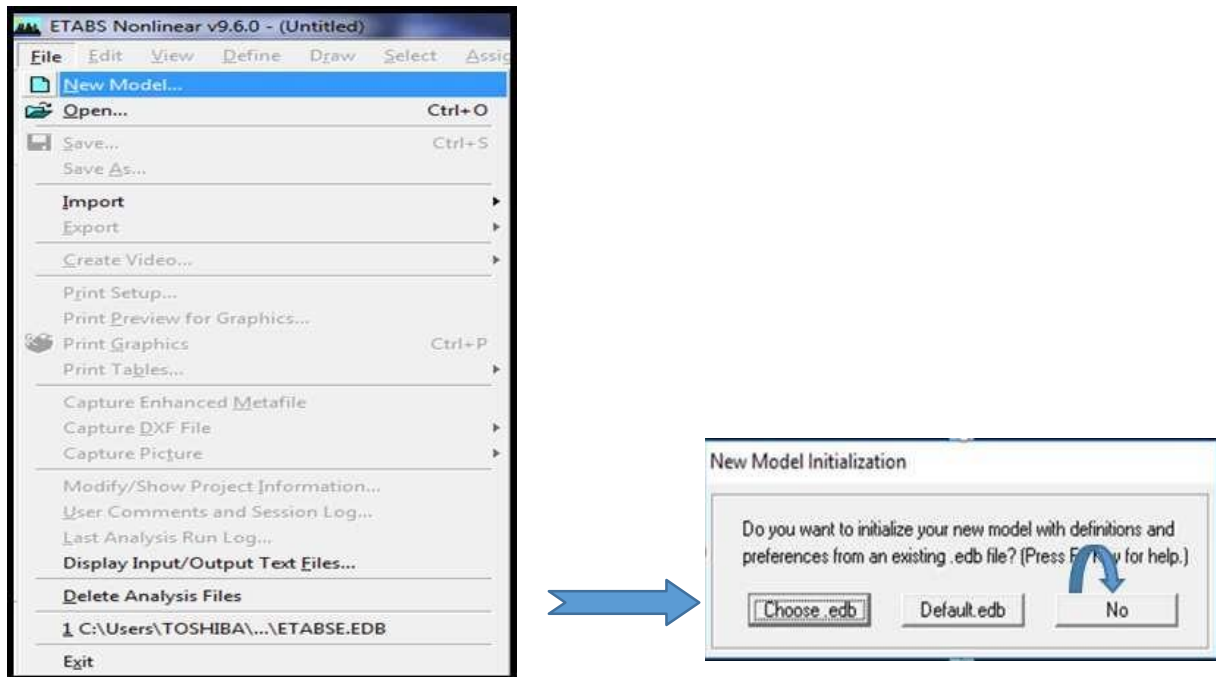 ETABS Nonlinear v9.6.0 - (Untitled)
File Edit View Define Draw Select Assig
New Model...
Open... Ctrl+O
Save... Ctrl+S
Save As...
Import
Export
Create Video...
Print Setup...
Print Preview for Graphics...
Print Graphics Ctrl+P
Print Tables...
Capture Enhanced Metafile
Capture DXF File
Capture Picture
Modify/Show Project Information...
User Comments and Session Log...
Last Analysis Run Log...
Display Input/Output Text Files...
Delete Analysis Files
1 C:\Users\TOSHIBA\...\ETABSE.EDB
Exit
New Model Initialization
Do you want to initialize your new model with definitions and
preferences from an existing .edb file? (Press for help.)
Choose .edb Default.edb No